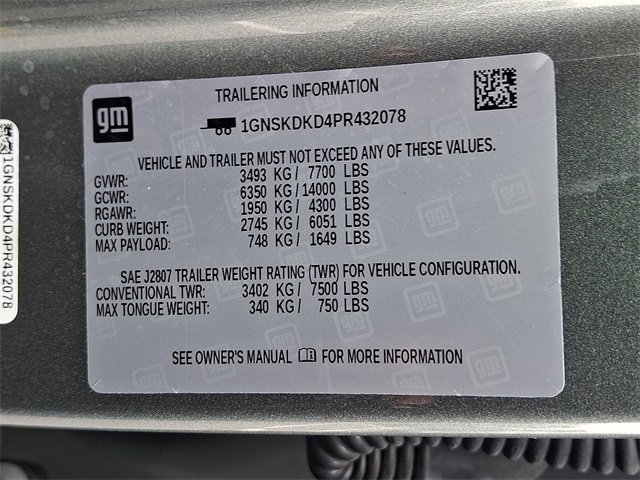 gm
TRAILERING INFORMATION
1GNSKDKD4PR432078
VEHICLE AND TRAILER MUST NOT EXCEED ANY OF THESE VALUES.
GVWR: 3493 KG/ 7700 LBS
GCWR: 6350 KG/14000 LBS
RGAWR: 1950 KG/ 4300 LBS
CURB WEIGHT: 2745 KG/ 6051 LBS
MAX PAYLOAD: 748 KG/ 1649 LBS
SAE J2807 TRAILER WEIGHT RATING (TWR) FOR VEHICLE CONFIGURATION.
CONVENTIONAL TWR: 3402 KG/ 7500 LBS
MAX TONGUE WEIGHT: 340 KG/ 750 LBS
SEE OWNER'S MANUAL FOR MORE INFORMATION
1GNSKDKD4PR432078